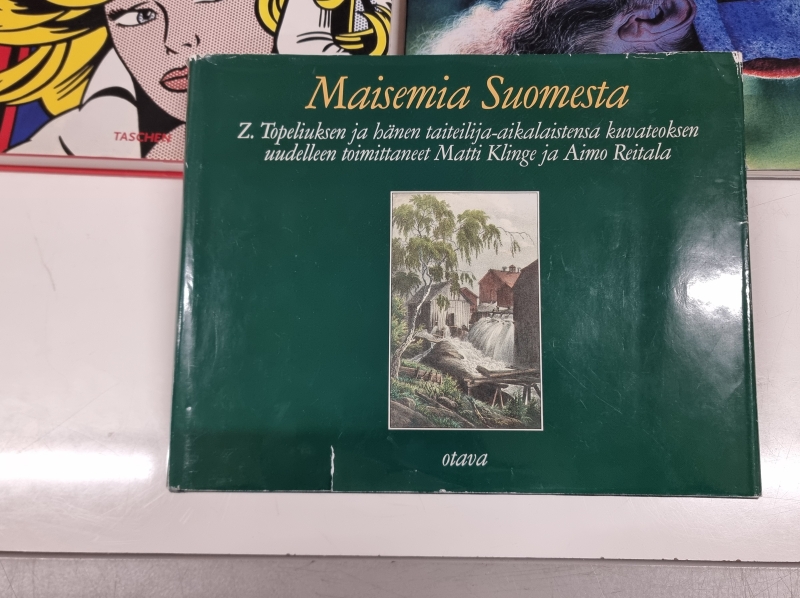 TASCHEN
Maisemia Suomesta
Z. Topeliuksen ja hänen taiteilija-aikalaistensa kuvateoksen
uudelleen toimittaneet Matti Klinge ja Aimo Reitala
otava